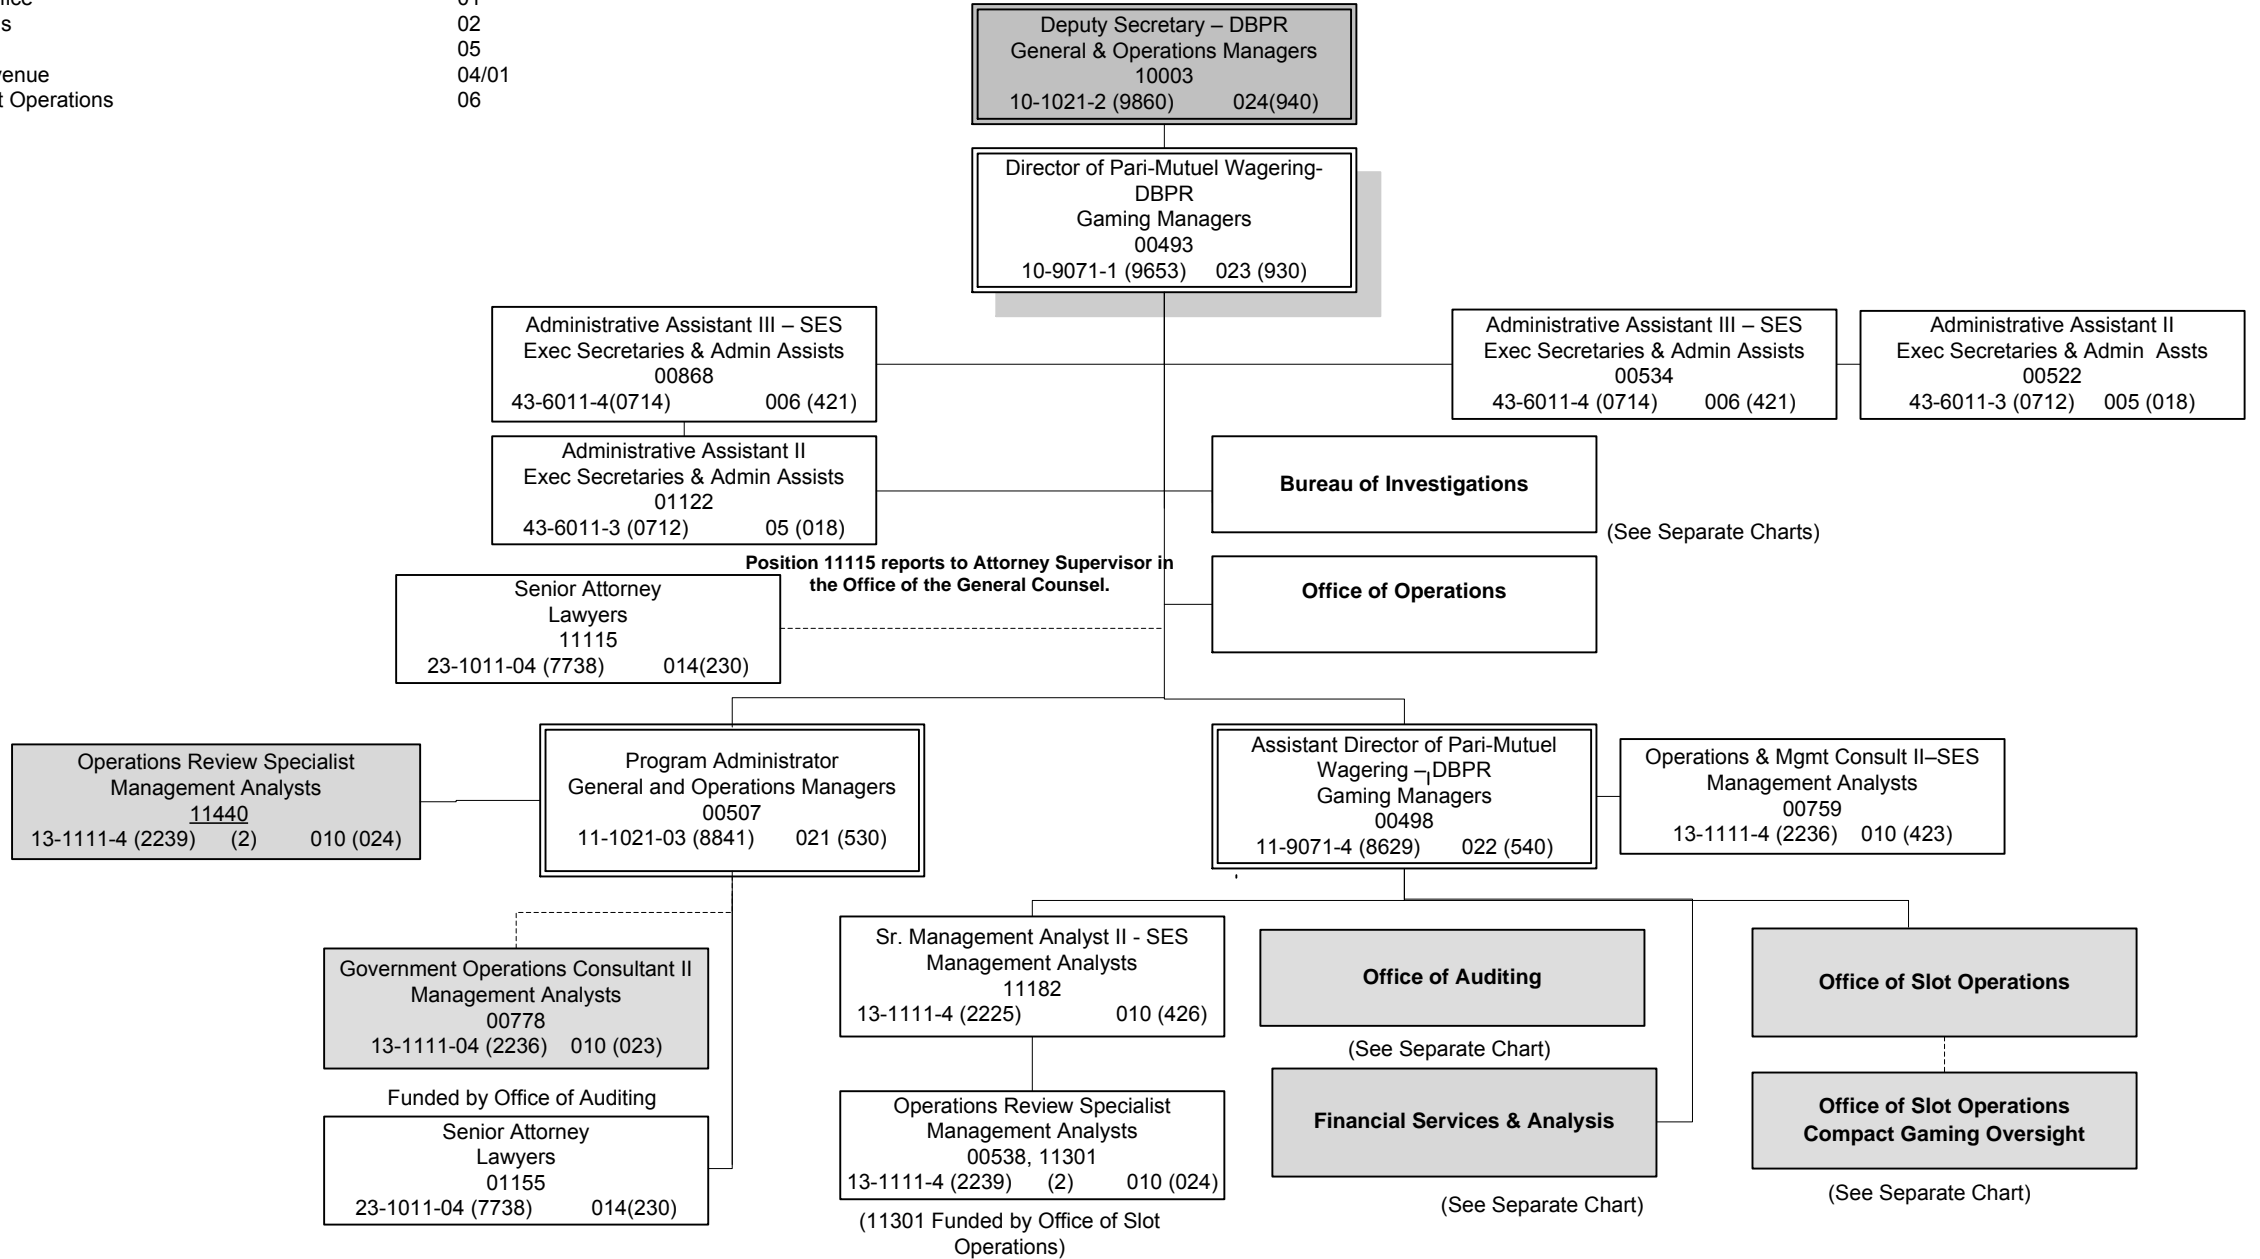 01
s 02
05
venue 04/01
t Operations 06
Deputy Secretary – DBPR
General & Operations Managers
10003
10-1021-2 (9860) 024(940)
Director of Pari-Mutuel Wagering-
DBPR
Gaming Managers
00493
10-9071-1 (9653) 023 (930)
Administrative Assistant III – SES
Exec Secretaries & Admin Assists
00868
43-6011-4(0714) 006 (421)
Administrative Assistant III – SES
Exec Secretaries & Admin Assists
00534
43-6011-4 (0714) 006 (421)
Administrative Assistant II
Exec Secretaries & Admin Assts
00522
43-6011-3 (0712) 005 (018)
Administrative Assistant II
Exec Secretaries & Admin Assists
01122
43-6011-3 (0712) 05 (018)
Bureau of Investigations
(See Separate Charts)
Position 11115 reports to Attorney Supervisor in
the Office of the General Counsel.
Senior Attorney
Lawyers
11115
23-1011-04 (7738) 014(230)
Office of Operations
Operations Review Specialist
Management Analysts
11440
13-1111-4 (2239) (2) 010 (024)
Program Administrator
General and Operations Managers
00507
11-1021-03 (8841) 021 (530)
Assistant Director of Pari-Mutuel
Wagering – DBPR
Gaming Managers
00498
11-9071-4 (8629) 022 (540)
Operations & Mgmt Consult II–SES
Management Analysts
00759
13-1111-4 (2236) 010 (423)
Government Operations Consultant II
Management Analysts
00778
13-1111-04 (2236) 010 (023)
Funded by Office of Auditing
Senior Attorney
Lawyers
01155
23-1011-04 (7738) 014(230)
Sr. Management Analyst II - SES
Management Analysts
11182
13-1111-4 (2225) 010 (426)
Operations Review Specialist
Management Analysts
00538, 11301
13-1111-4 (2239) (2) 010 (024)
(11301 Funded by Office of Slot
Operations)
Office of Auditing
(See Separate Chart)
Financial Services & Analysis
(See Separate Chart)
Office of Slot Operations
Office of Slot Operations
Compact Gaming Oversight
(See Separate Chart)